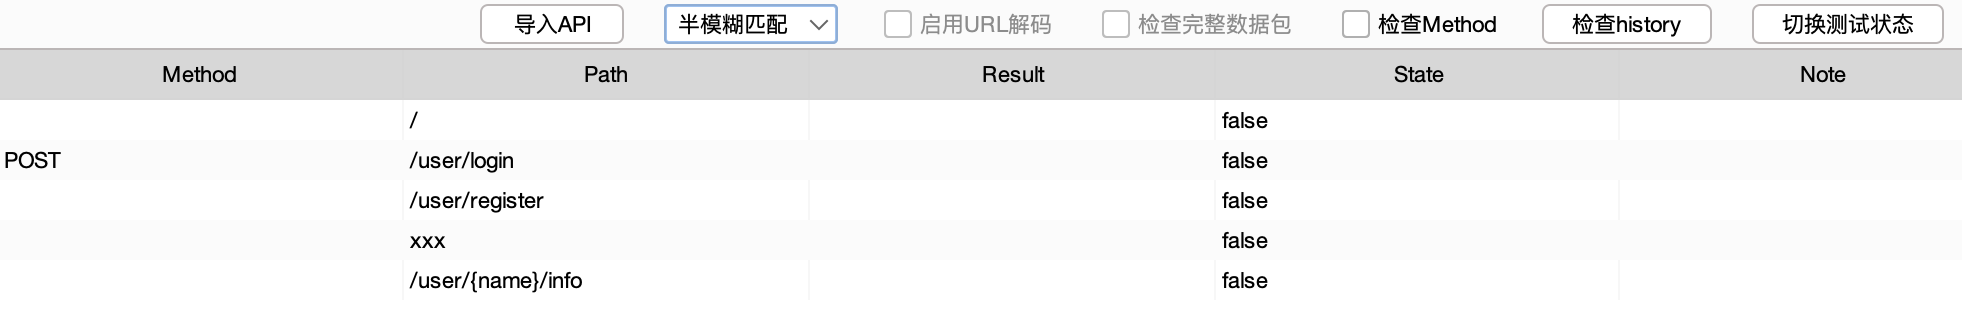 导入API 半模糊匹配 启用URL解码 检查完整数据包 检查Method 检查history 切换测试状态
Method Path Result State Note
/ false
POST /user/login false
/user/register false
xxx false
/user/{name}/info false